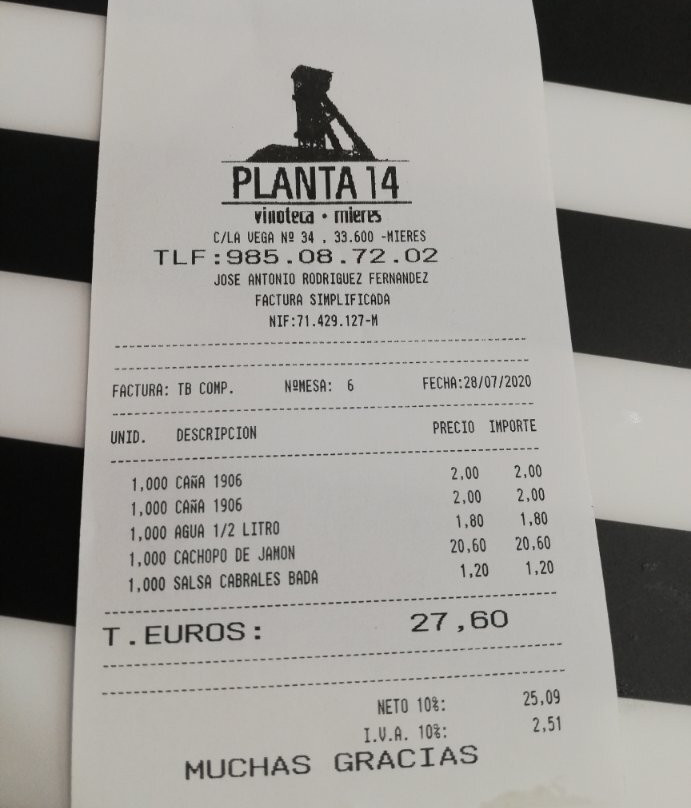 PLANTA 14
vinoteca • mieres
C/LA VEGA Nº 34 . 33.600 -MIERES
TLF:985.08.72.02
JOSE ANTONIO RODRIGUEZ FERNANDEZ
FACTURA SIMPLIFICADA
NIF:71.429.127-M
FACTURA: TB COMP. NºMESA: 6 FECHA:28/07/2020
UNID. DESCRIPCION PRECIO IMPORTE
1,000 CAÑA 1906 2,00 2,00
1,000 CAÑA 1906 2,00 2,00
1,000 AGUA 1/2 LITRO 1,80 1,80
1,000 CACHOPO DE JAMON 20,60 20,60
1,000 SALSA CABRALES BADA 1,20 1,20
T.EUROS: 27,60
NETO 10%: 25,09
I.V.A. 10%: 2,51
MUCHAS GRACIAS